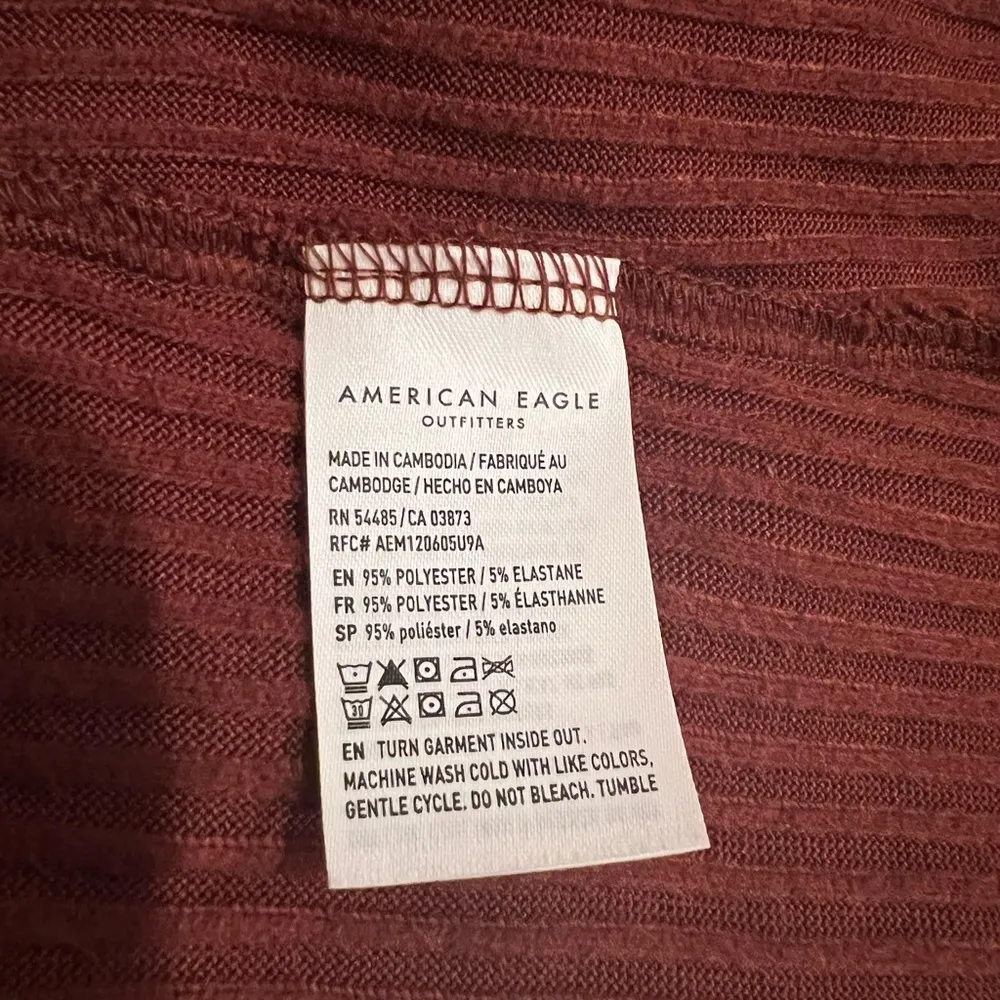 AMERICAN EAGLE
OUTFITTERS
MADE IN CAMBODIA / FABRIQUÉ AU
CAMBODGE / HECHO EN CAMBOYA
RN 54485 / CA 03873
RFC# AEM120605U9A
EN 95% POLYESTER / 5% ELASTANE
FR 95% POLYESTER / 5% ÉLASTHANNE
SP 95% poliéster / 5% elastano
30
EN TURN GARMENT INSIDE OUT.
MACHINE WASH COLD WITH LIKE COLORS,
GENTLE CYCLE. DO NOT BLEACH. TUMBLE